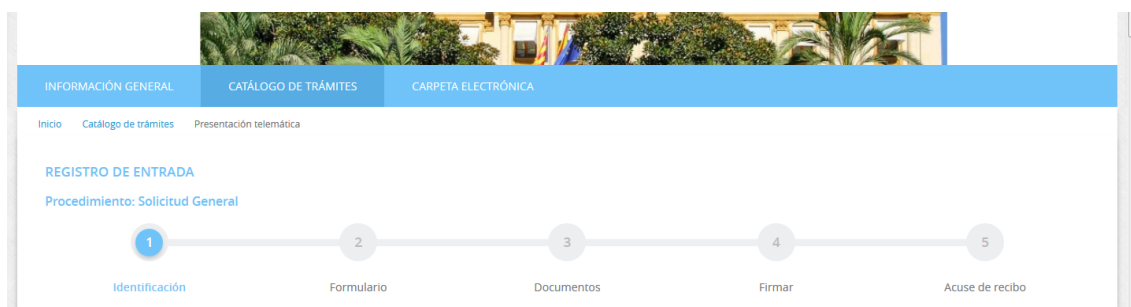 INFORMACIÓN GENERAL CATÁLOGO DE TRÁMITES CARPETA ELECTRÓNICA
Inicio Catálogo de trámites Presentación telemática
REGISTRO DE ENTRADA
Procedimiento: Solicitud General
1 2 3 4 5
Identificación Formulario Documentos Firmar Acuse de recibo